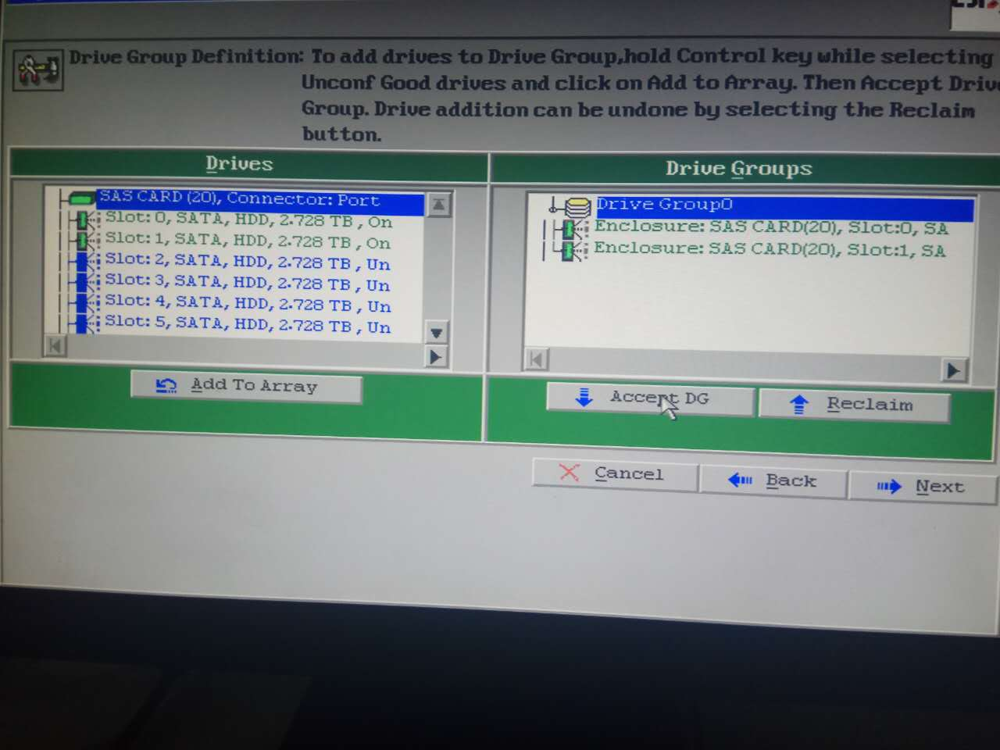 Drive Group Definition: To add drives to Drive Group,hold Control key while selecting
Unconf Good drives and click on Add to Array. Then Accept Driv
Group. Drive addition can be undone by selecting the Reclaim
button.
Drives
SAS CARD (20), Connector: Port
Slot: 0, SATA, HDD, 2.728 TB , On
Slot: 1, SATA, HDD, 2.728 TB , On
Slot: 2, SATA, HDD, 2.728 TB , Un
Slot: 3, SATA, HDD, 2.728 TB , Un
Slot: 4, SATA, HDD, 2.728 TB , Un
Slot: 5, SATA, HDD, 2.728 TB , Un
Add To Array
Drive Groups
Drive Group0
Enclosure: SAS CARD(20), Slot:0, SA
Enclosure: SAS CARD(20), Slot:1, SA
Accept DG
Reclaim
Cancel
Back
Next